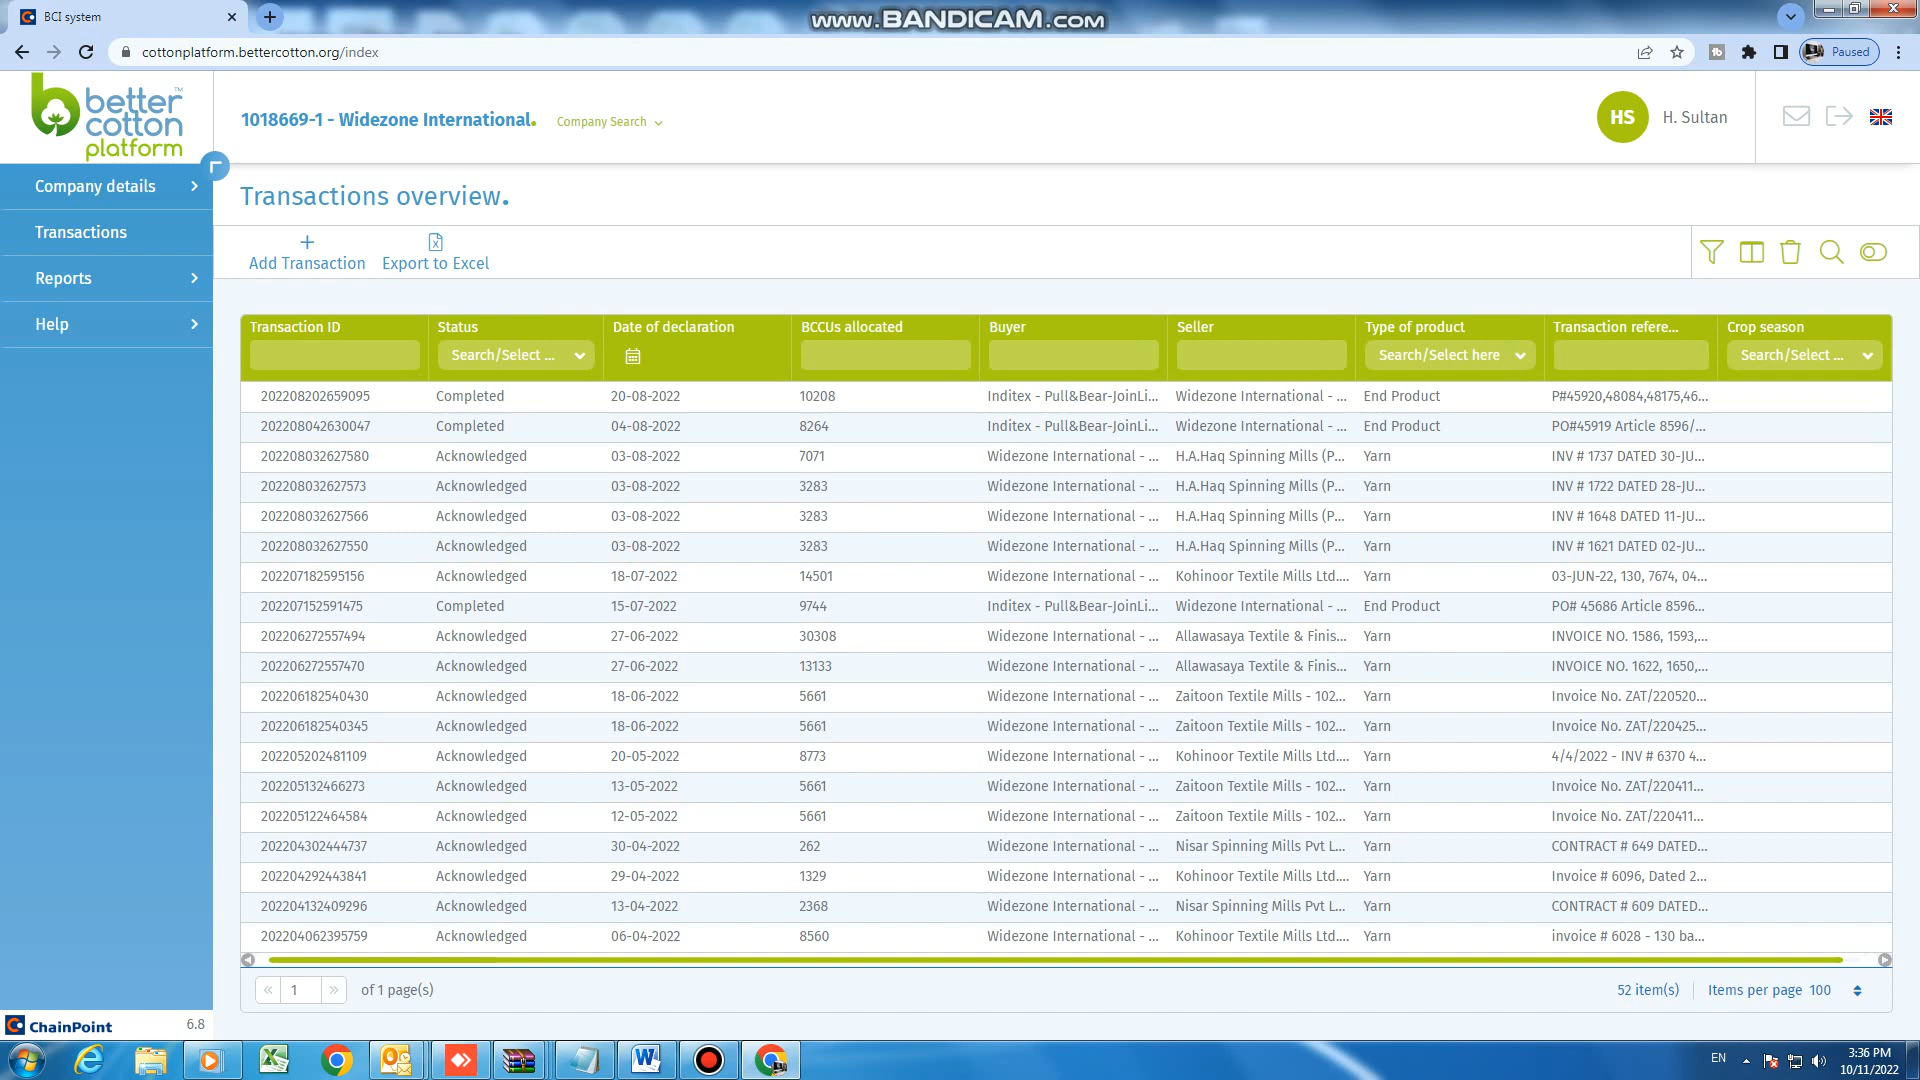 BCI system
www.BANDICAM.com
cottonplatform.bettercotton.org/index
Paused
better cotton platform
TM
1018669-1 - Widezone International.
Company Search
HS
H. Sultan
Company details
Transactions
Reports
Help
Transactions overview.
Add Transaction
Export to Excel
Transaction ID Status Date of declaration BCCUs allocated Buyer Seller Type of product Transaction refere... Crop season
Search/Select ... Search/Select here Search/Select ...
202208202659095 Completed 20-08-2022 10208 Inditex - Pull&Bear-JoinLi... Widezone International - ... End Product P#45920,48084,48175,46...
202208042630047 Completed 04-08-2022 8264 Inditex - Pull&Bear-JoinLi... Widezone International - ... End Product PO#45919 Article 8596/...
202208032627580 Acknowledged 03-08-2022 7071 Widezone International - ... H.A.Haq Spinning Mills (P... Yarn INV # 1737 DATED 30-JU...
202208032627573 Acknowledged 03-08-2022 3283 Widezone International - ... H.A.Haq Spinning Mills (P... Yarn INV # 1722 DATED 28-JU...
202208032627566 Acknowledged 03-08-2022 3283 Widezone International - ... H.A.Haq Spinning Mills (P... Yarn INV # 1648 DATED 11-JU...
202208032627550 Acknowledged 03-08-2022 3283 Widezone International - ... H.A.Haq Spinning Mills (P... Yarn INV # 1621 DATED 02-JU...
202207182595156 Acknowledged 18-07-2022 14501 Widezone International - ... Kohinoor Textile Mills Ltd.... Yarn 03-JUN-22, 130, 7674, 04...
202207152591475 Completed 15-07-2022 9744 Inditex - Pull&Bear-JoinLi... Widezone International - ... End Product PO# 45686 Article 8596...
202206272557494 Acknowledged 27-06-2022 30308 Widezone International - ... Allawasaya Textile & Finis... Yarn INVOICE NO. 1586, 1593,...
202206272557470 Acknowledged 27-06-2022 13133 Widezone International - ... Allawasaya Textile & Finis... Yarn INVOICE NO. 1622, 1650,...
202206182540430 Acknowledged 18-06-2022 5661 Widezone International - ... Zaitoon Textile Mills - 102... Yarn Invoice No. ZAT/220520...
202206182540345 Acknowledged 18-06-2022 5661 Widezone International - ... Zaitoon Textile Mills - 102... Yarn Invoice No. ZAT/220425...
202205202481109 Acknowledged 20-05-2022 8773 Widezone International - ... Kohinoor Textile Mills Ltd.... Yarn 4/4/2022 - INV # 6370 4...
202205132466273 Acknowledged 13-05-2022 5661 Widezone International - ... Zaitoon Textile Mills - 102... Yarn Invoice No. ZAT/220411...
202205122464584 Acknowledged 12-05-2022 5661 Widezone International - ... Zaitoon Textile Mills - 102... Yarn Invoice No. ZAT/220411...
202204302444737 Acknowledged 30-04-2022 262 Widezone International - ... Nisar Spinning Mills Pvt L... Yarn CONTRACT # 649 DATED...
202204292443841 Acknowledged 29-04-2022 1329 Widezone International - ... Kohinoor Textile Mills Ltd.... Yarn Invoice # 6096, Dated 2...
202204132409296 Acknowledged 13-04-2022 2368 Widezone International - ... Nisar Spinning Mills Pvt L... Yarn CONTRACT # 609 DATED...
202204062395759 Acknowledged 06-04-2022 8560 Widezone International - ... Kohinoor Textile Mills Ltd.... Yarn invoice # 6028 - 130 ba...
« 1 » of 1 page(s)
52 item(s)
Items per page 100
ChainPoint
6.8
EN
3:36 PM
10/11/2022